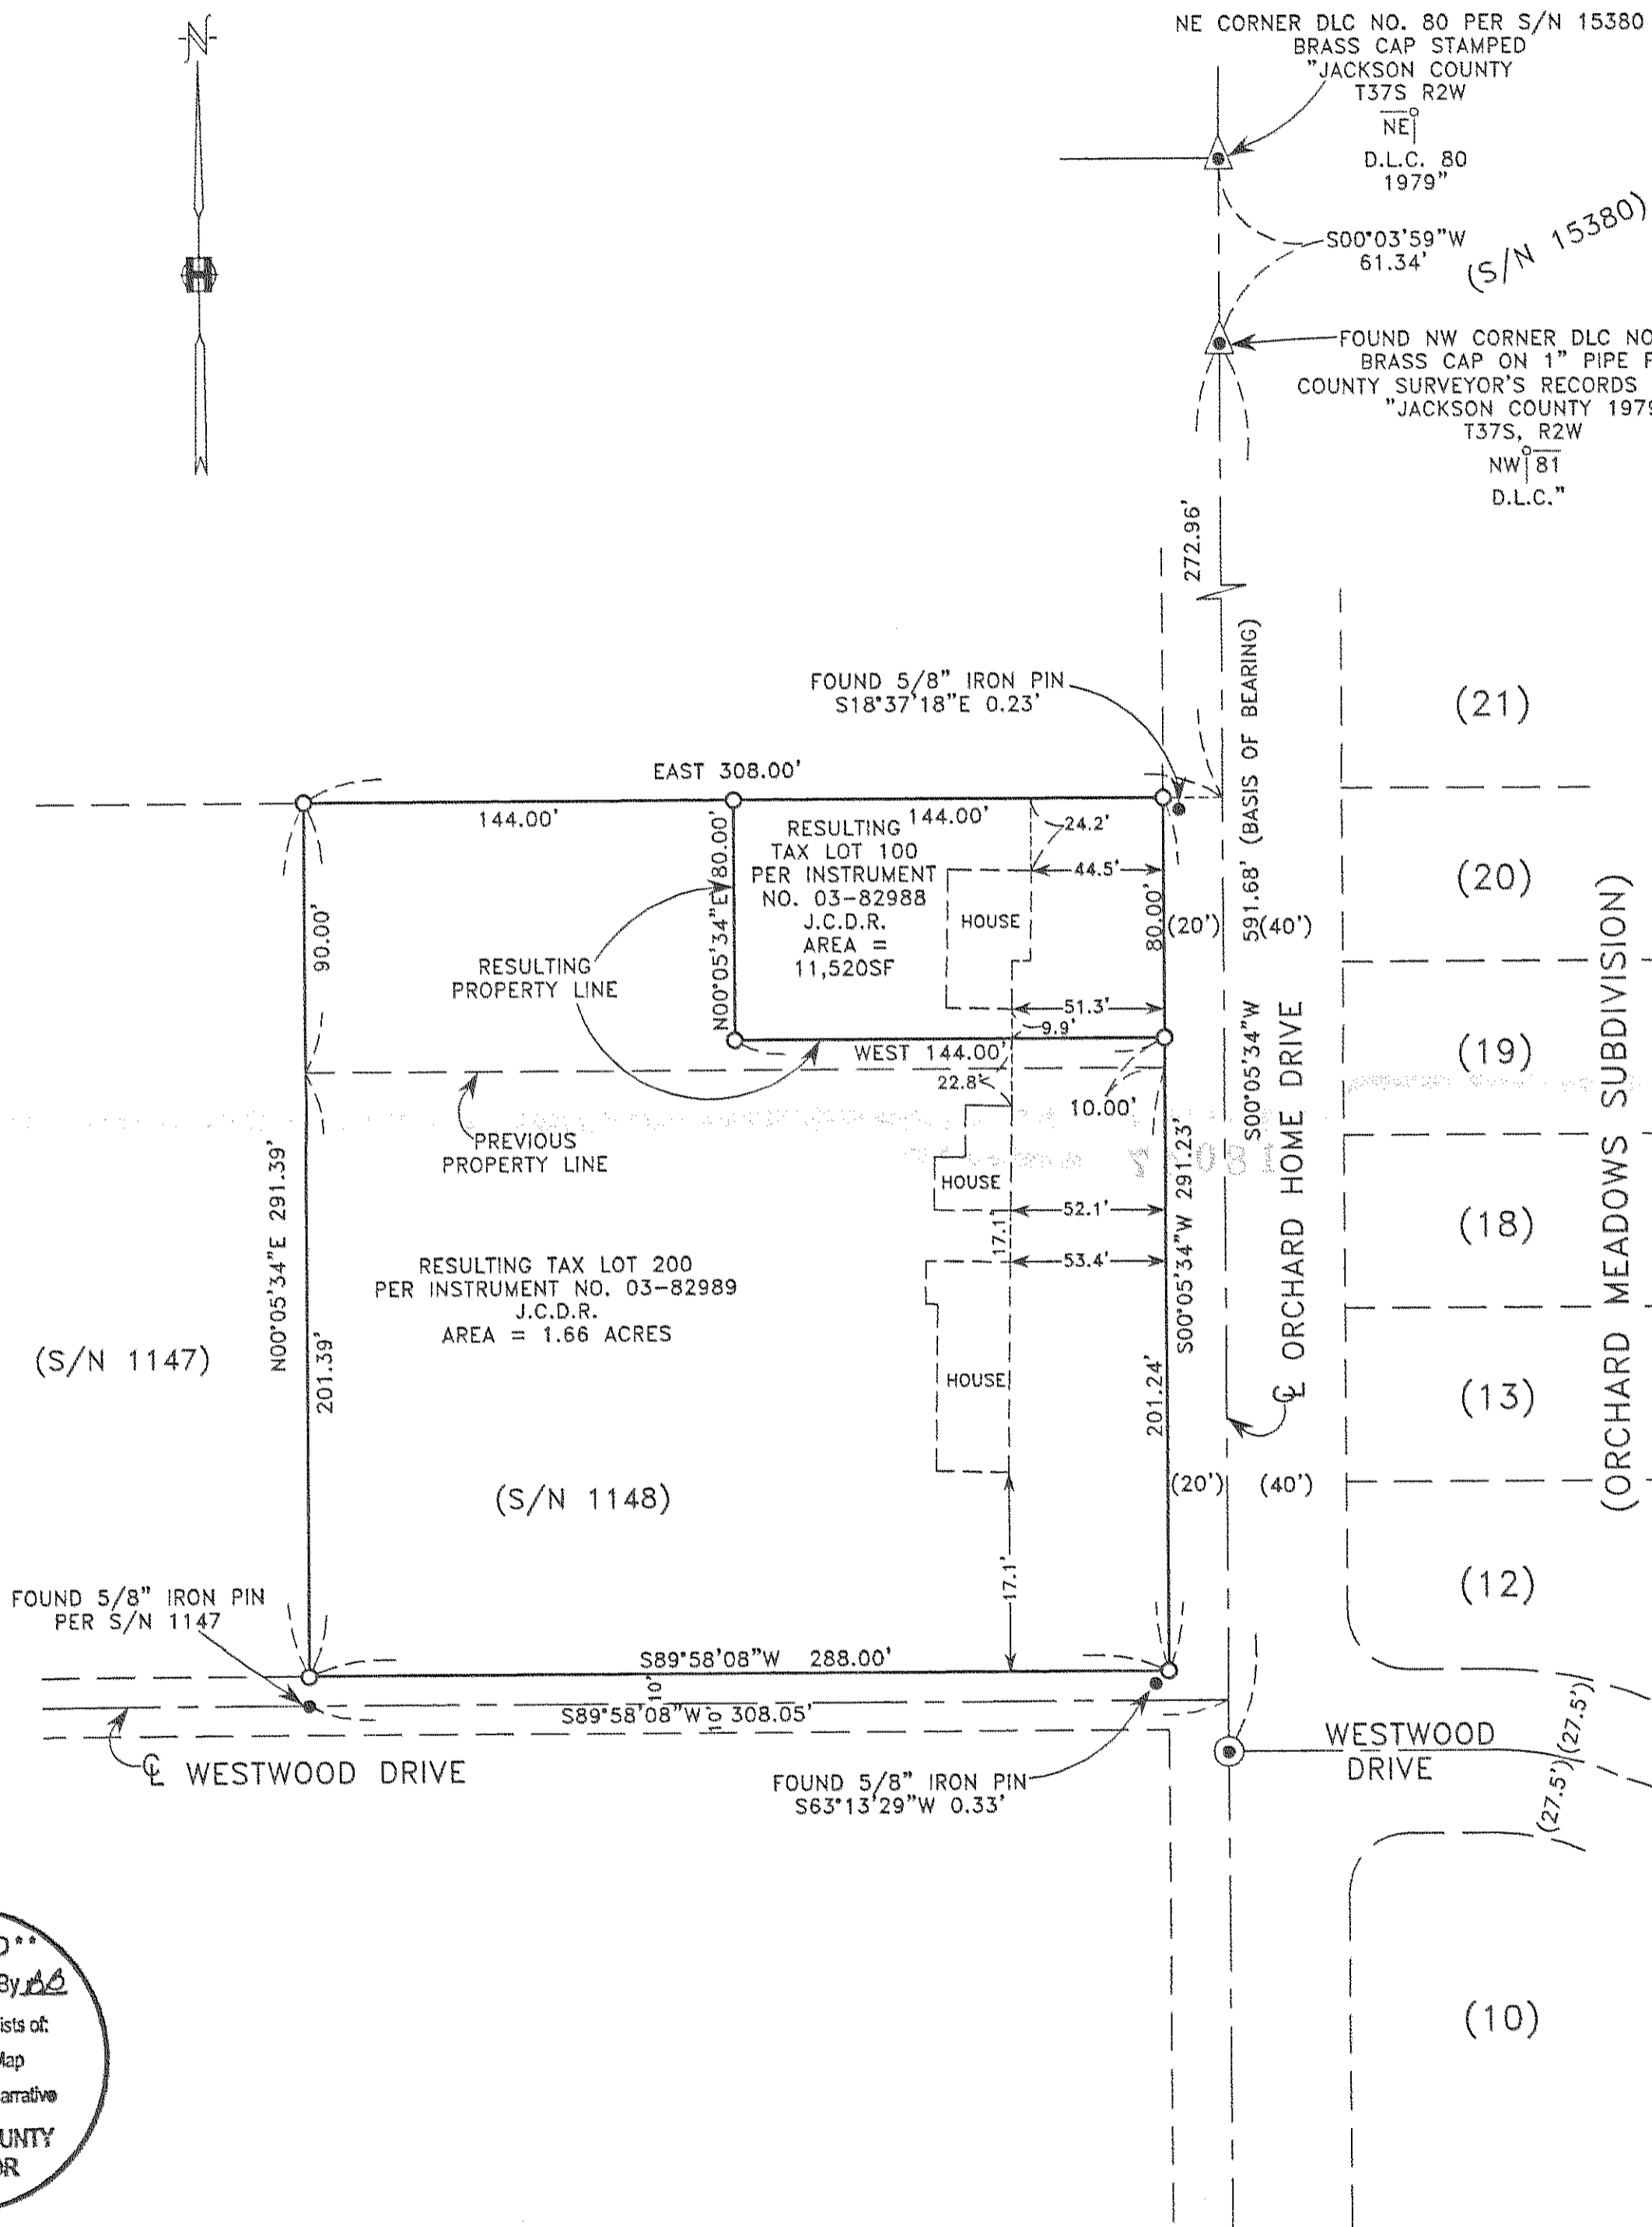 N
NE CORNER DLC NO. 80 PER S/N 15380
BRASS CAP STAMPED
"JACKSON COUNTY
T37S R2W
NE
D.L.C. 80
1979"
S00°03'59"W
61.34'
(S/N 15380)
FOUND NW CORNER DLC NO
BRASS CAP ON 1" PIPE
COUNTY SURVEYOR'S RECORDS
"JACKSON COUNTY 1979
T37S, R2W
NW 81
D.L.C."
272.96'
FOUND 5/8" IRON PIN
S18°37'18"E 0.23'
S00°05'34"W 591.68' (BASIS OF BEARING)
(21)
EAST 308.00'
144.00'
144.00'
RESULTING
TAX LOT 100
PER INSTRUMENT
NO. 03-82988
J.C.D.R.
AREA =
11,520SF
24.2'
44.5'
HOUSE
80.00'
(20')
(40')
(20)
90.00'
N00°05'34"E 80.00'
RESULTING
PROPERTY LINE
51.3'
9.9'
WEST 144.00'
22.8'
10.00'
(19)
PREVIOUS
PROPERTY LINE
HOUSE
52.1'
17.1'
53.4'
N00°05'34"E 291.39'
S00°05'34"W 291.23'
℄ ORCHARD HOME DRIVE
(18)
(ORCHARD MEADOWS SUBDIVISION)
RESULTING TAX LOT 200
PER INSTRUMENT NO. 03-82989
J.C.D.R.
AREA = 1.66 ACRES
(S/N 1147)
201.39'
HOUSE
201.24'
(13)
(S/N 1148)
(20')
(40')
17.1'
(12)
FOUND 5/8" IRON PIN
PER S/N 1147
S89°58'08"W 288.00'
10'
S89°58'08"W 308.05'
10'
℄ WESTWOOD DRIVE
FOUND 5/8" IRON PIN
S63°13'29"W 0.33'
WESTWOOD
DRIVE
(27.5') (27.5')
(10)
D**
By BB
ists of:
Map
arrative
UNTY
OR